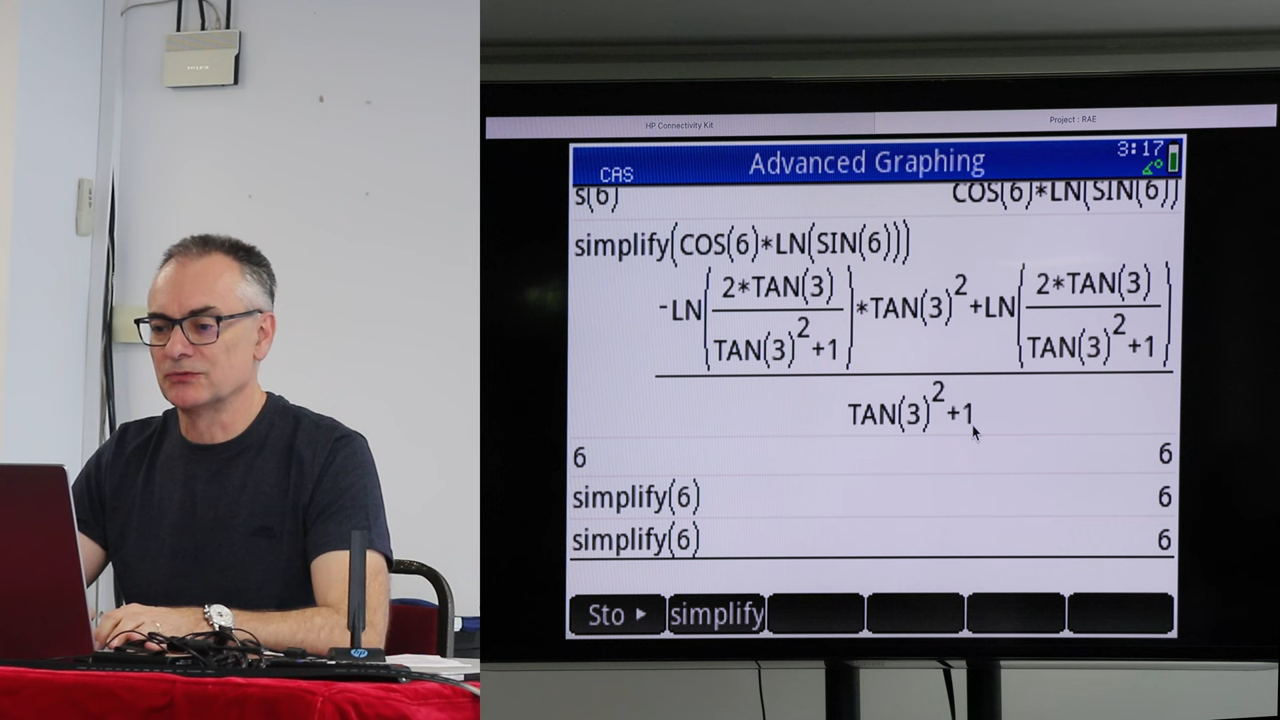 HP Connectivity Kit
Project : RAE
CAS
Advanced Graphing
3:17
s(6)
COS(6)*LN(SIN(6))
simplify(COS(6)*LN(SIN(6)))
-LN(2*TAN(3)/TAN(3)^2+1)*TAN(3)^2+LN(2*TAN(3)/TAN(3)^2+1)
TAN(3)^2+1
6 6
simplify(6) 6
simplify(6) 6
Sto ▸ simplify
hp